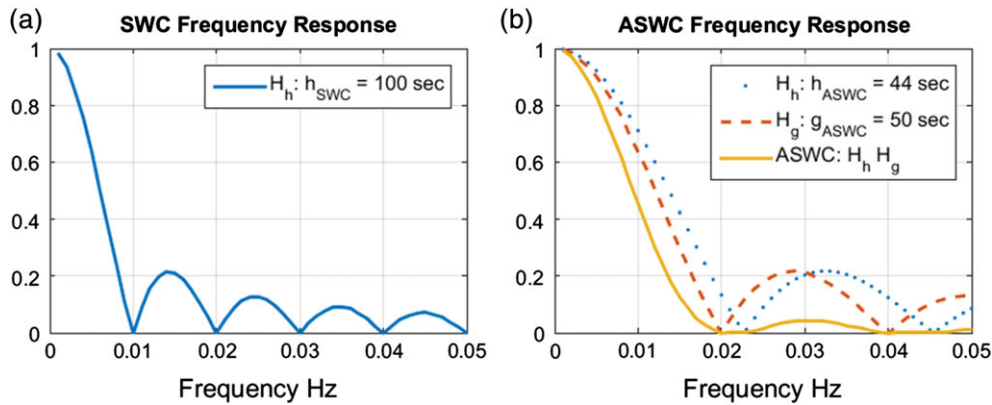 (a)
SWC Frequency Response
H_h: h_SWC = 100 sec
1
0.8
0.6
0.4
0.2
0
0
0.01
0.02
0.03
0.04
0.05
Frequency Hz
(b)
ASWC Frequency Response
H_h: h_ASWC = 44 sec
H_g: g_ASWC = 50 sec
ASWC: H_h H_g
1
0.8
0.6
0.4
0.2
0
0
0.01
0.02
0.03
0.04
0.05
Frequency Hz